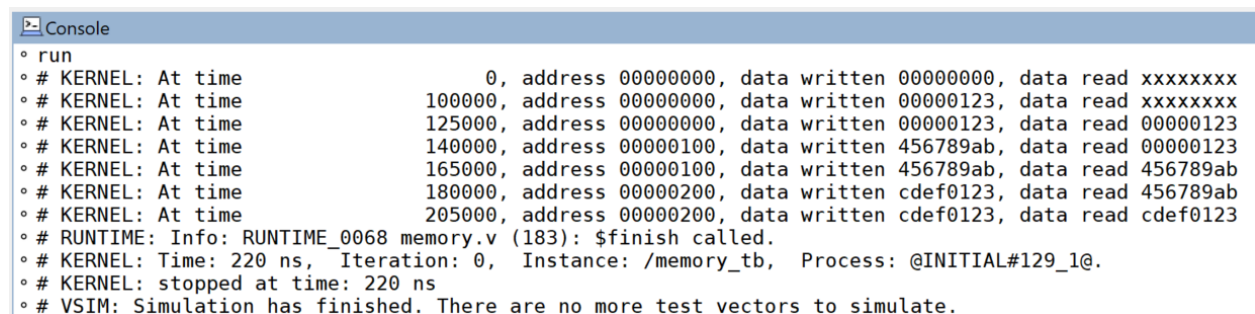 Console
° run
° # KERNEL: At time                    0, address 00000000, data written 00000000, data read xxxxxxxx
° # KERNEL: At time               100000, address 00000000, data written 00000123, data read xxxxxxxx
° # KERNEL: At time               125000, address 00000000, data written 00000123, data read 00000123
° # KERNEL: At time               140000, address 00000100, data written 456789ab, data read 00000123
° # KERNEL: At time               165000, address 00000100, data written 456789ab, data read 456789ab
° # KERNEL: At time               180000, address 00000200, data written cdef0123, data read 456789ab
° # KERNEL: At time               205000, address 00000200, data written cdef0123, data read cdef0123
° # RUNTIME: Info: RUNTIME_0068 memory.v (183): $finish called.
° # KERNEL: Time: 220 ns,  Iteration: 0,  Instance: /memory_tb,  Process: @INITIAL#129_1@.
° # KERNEL: stopped at time: 220 ns
° # VSIM: Simulation has finished. There are no more test vectors to simulate.